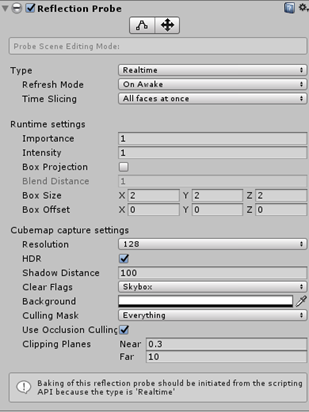 Reflection Probe
Probe Scene Editing Mode:
Type Realtime
Refresh Mode On Awake
Time Slicing All faces at once
Runtime settings
Importance 1
Intensity 1
Box Projection
Blend Distance 1
Box Size X 2 Y 2 Z 2
Box Offset X 0 Y 0 Z 0
Cubemap capture settings
Resolution 128
HDR
Shadow Distance 100
Clear Flags Skybox
Background
Culling Mask Everything
Use Occlusion Culling
Clipping Planes Near 0.3
Far 10
Baking of this reflection probe should be initiated from the scripting
API because the type is 'Realtime'